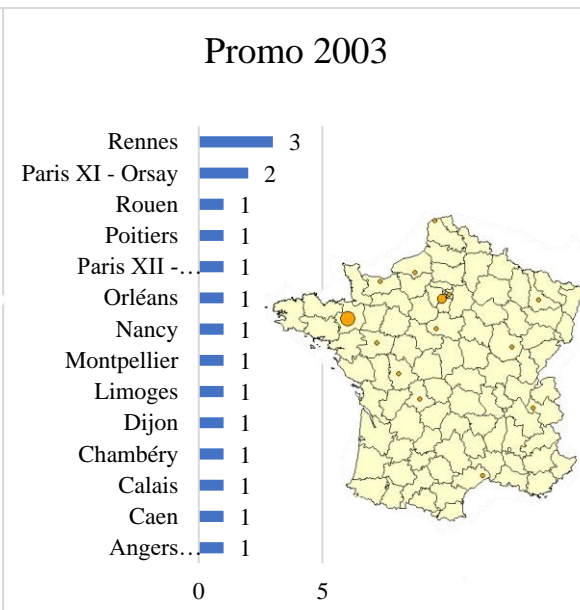 Promo 2003
Rennes 3
Paris XI - Orsay 2
Rouen 1
Poitiers 1
Paris XII -… 1
Orléans 1
Nancy 1
Montpellier 1
Limoges 1
Dijon 1
Chambéry 1
Calais 1
Caen 1
Angers… 1
0 5